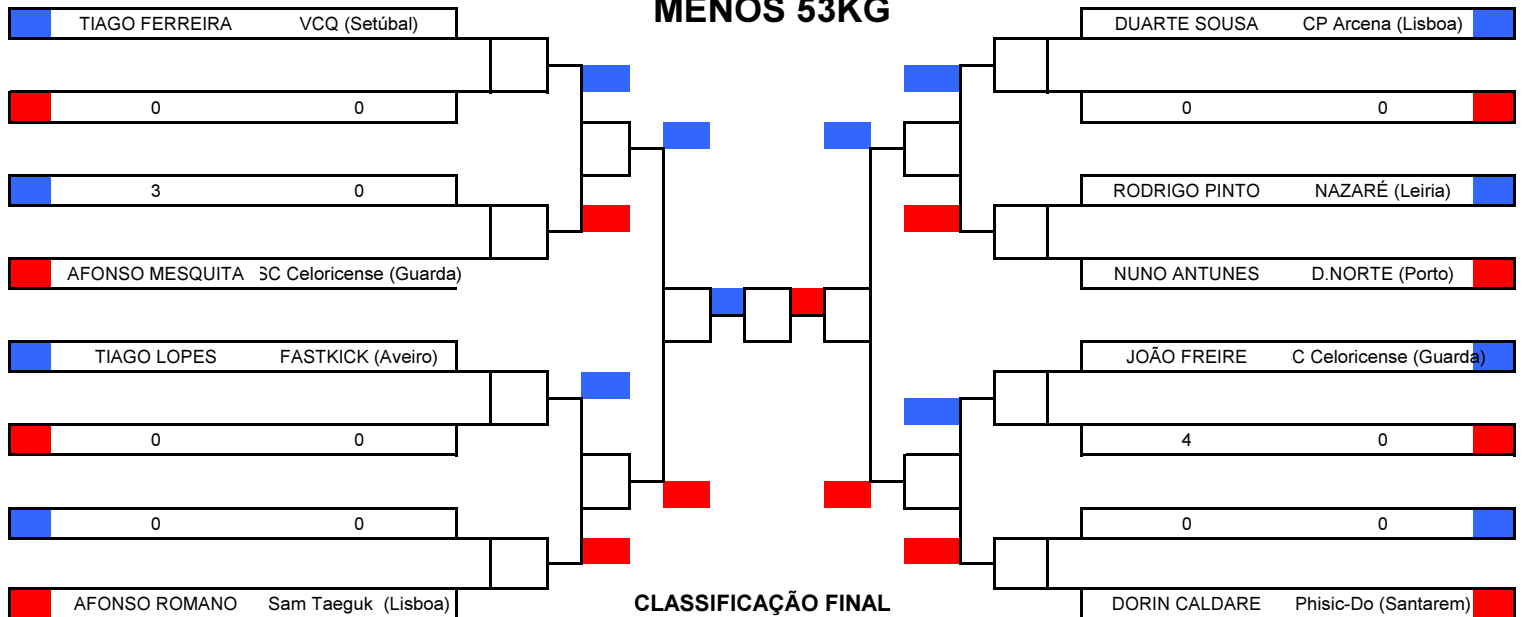 MENOS 53KG
TIAGO FERREIRA VCQ (Setúbal)
0 0
3 0
AFONSO MESQUITA SC Celoricense (Guarda)
TIAGO LOPES FASTKICK (Aveiro)
0 0
0 0
AFONSO ROMANO Sam Taeguk (Lisboa)
DUARTE SOUSA CP Arcena (Lisboa)
0 0
RODRIGO PINTO NAZARÉ (Leiria)
NUNO ANTUNES D.NORTE (Porto)
JOÃO FREIRE C Celoricense (Guarda)
4 0
0 0
DORIN CALDARE Phisic-Do (Santarem)
CLASSIFICAÇÃO FINAL